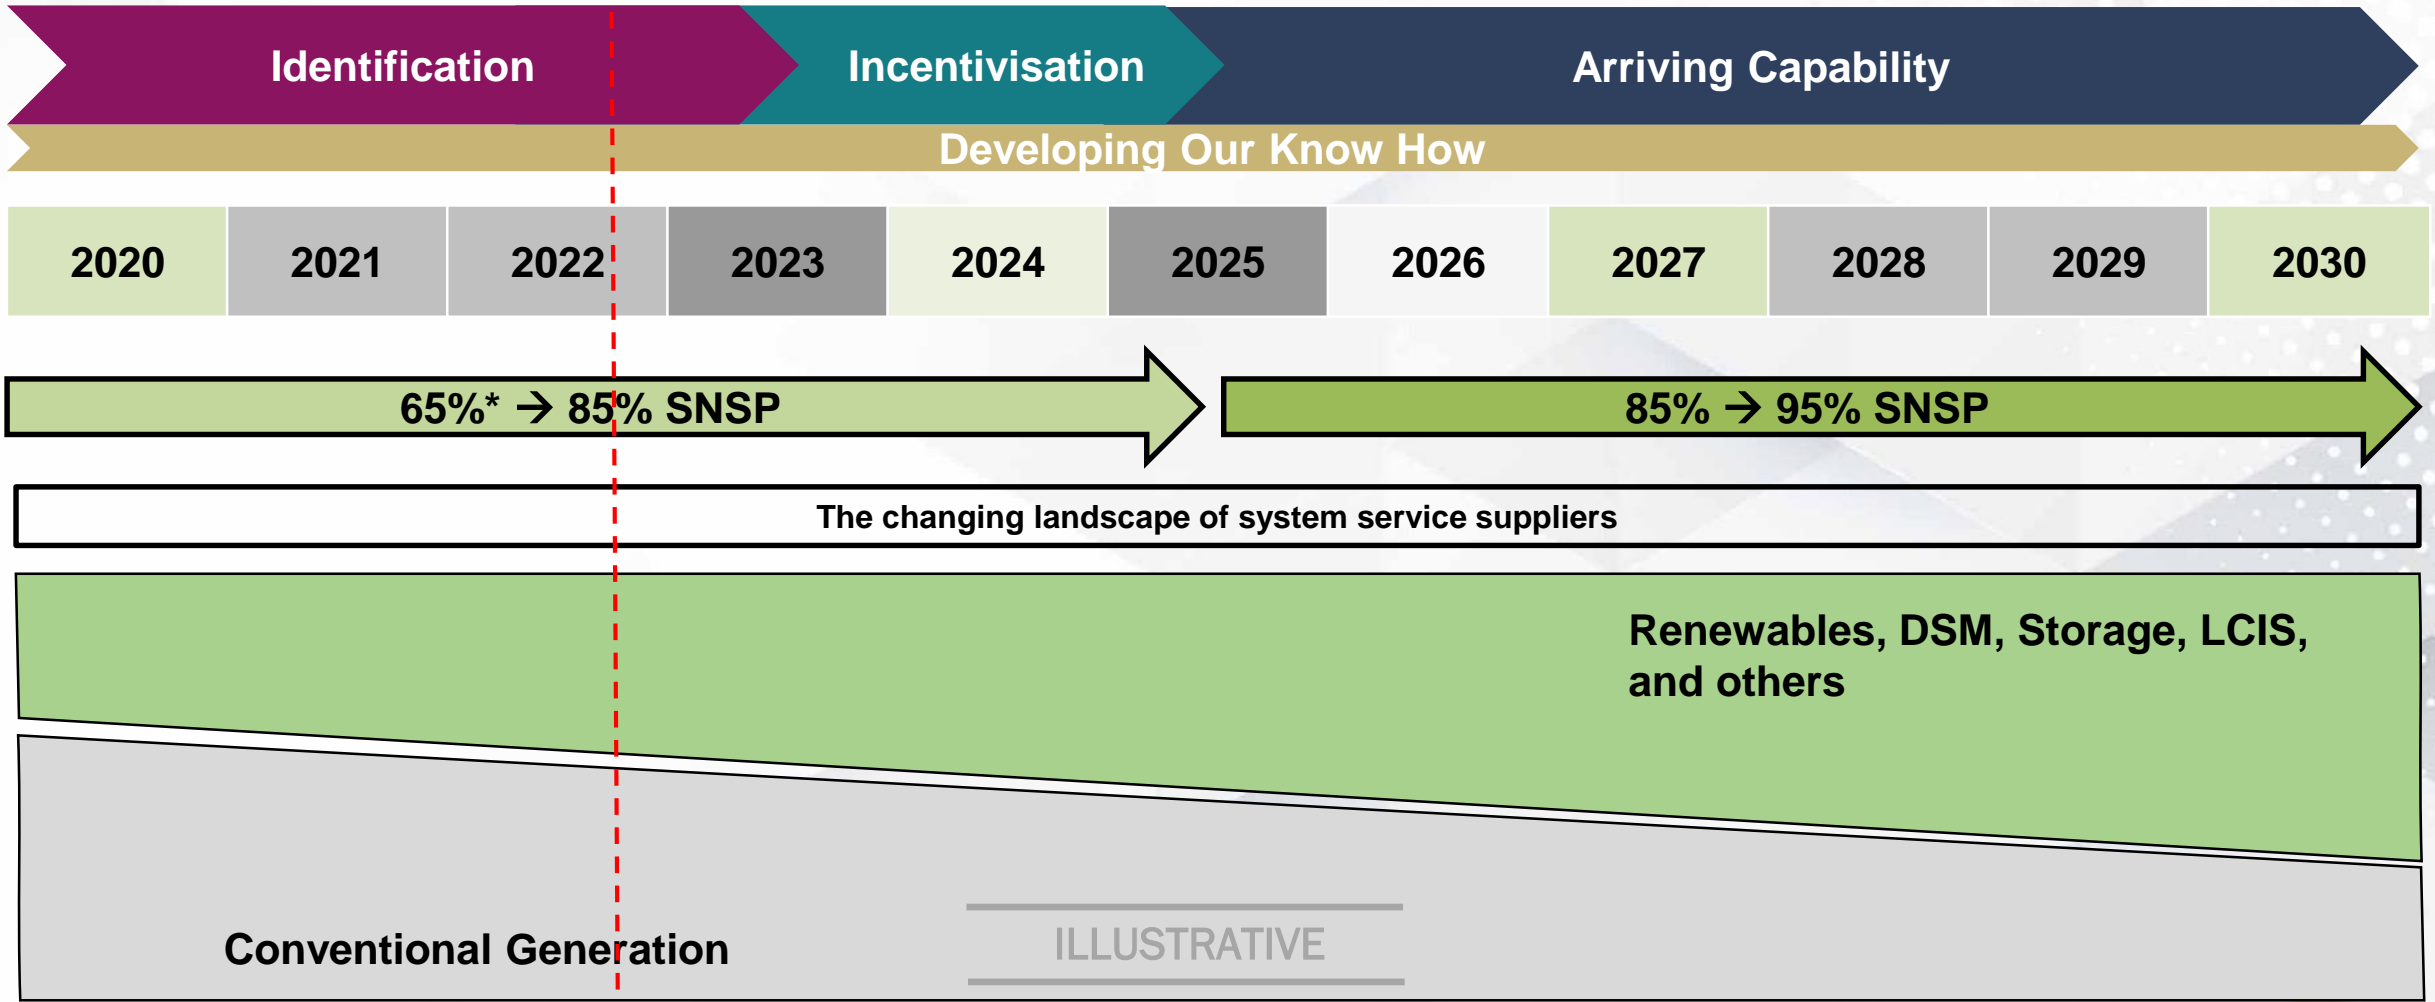 Identification
Incentivisation
Arriving Capability
Developing Our Know How
2020
2021
2022
2023
2024
2025
2026
2027
2028
2029
2030
65%* → 85% SNSP
85% → 95% SNSP
The changing landscape of system service suppliers
Renewables, DSM, Storage, LCIS,
and others
Conventional Generation
ILLUSTRATIVE